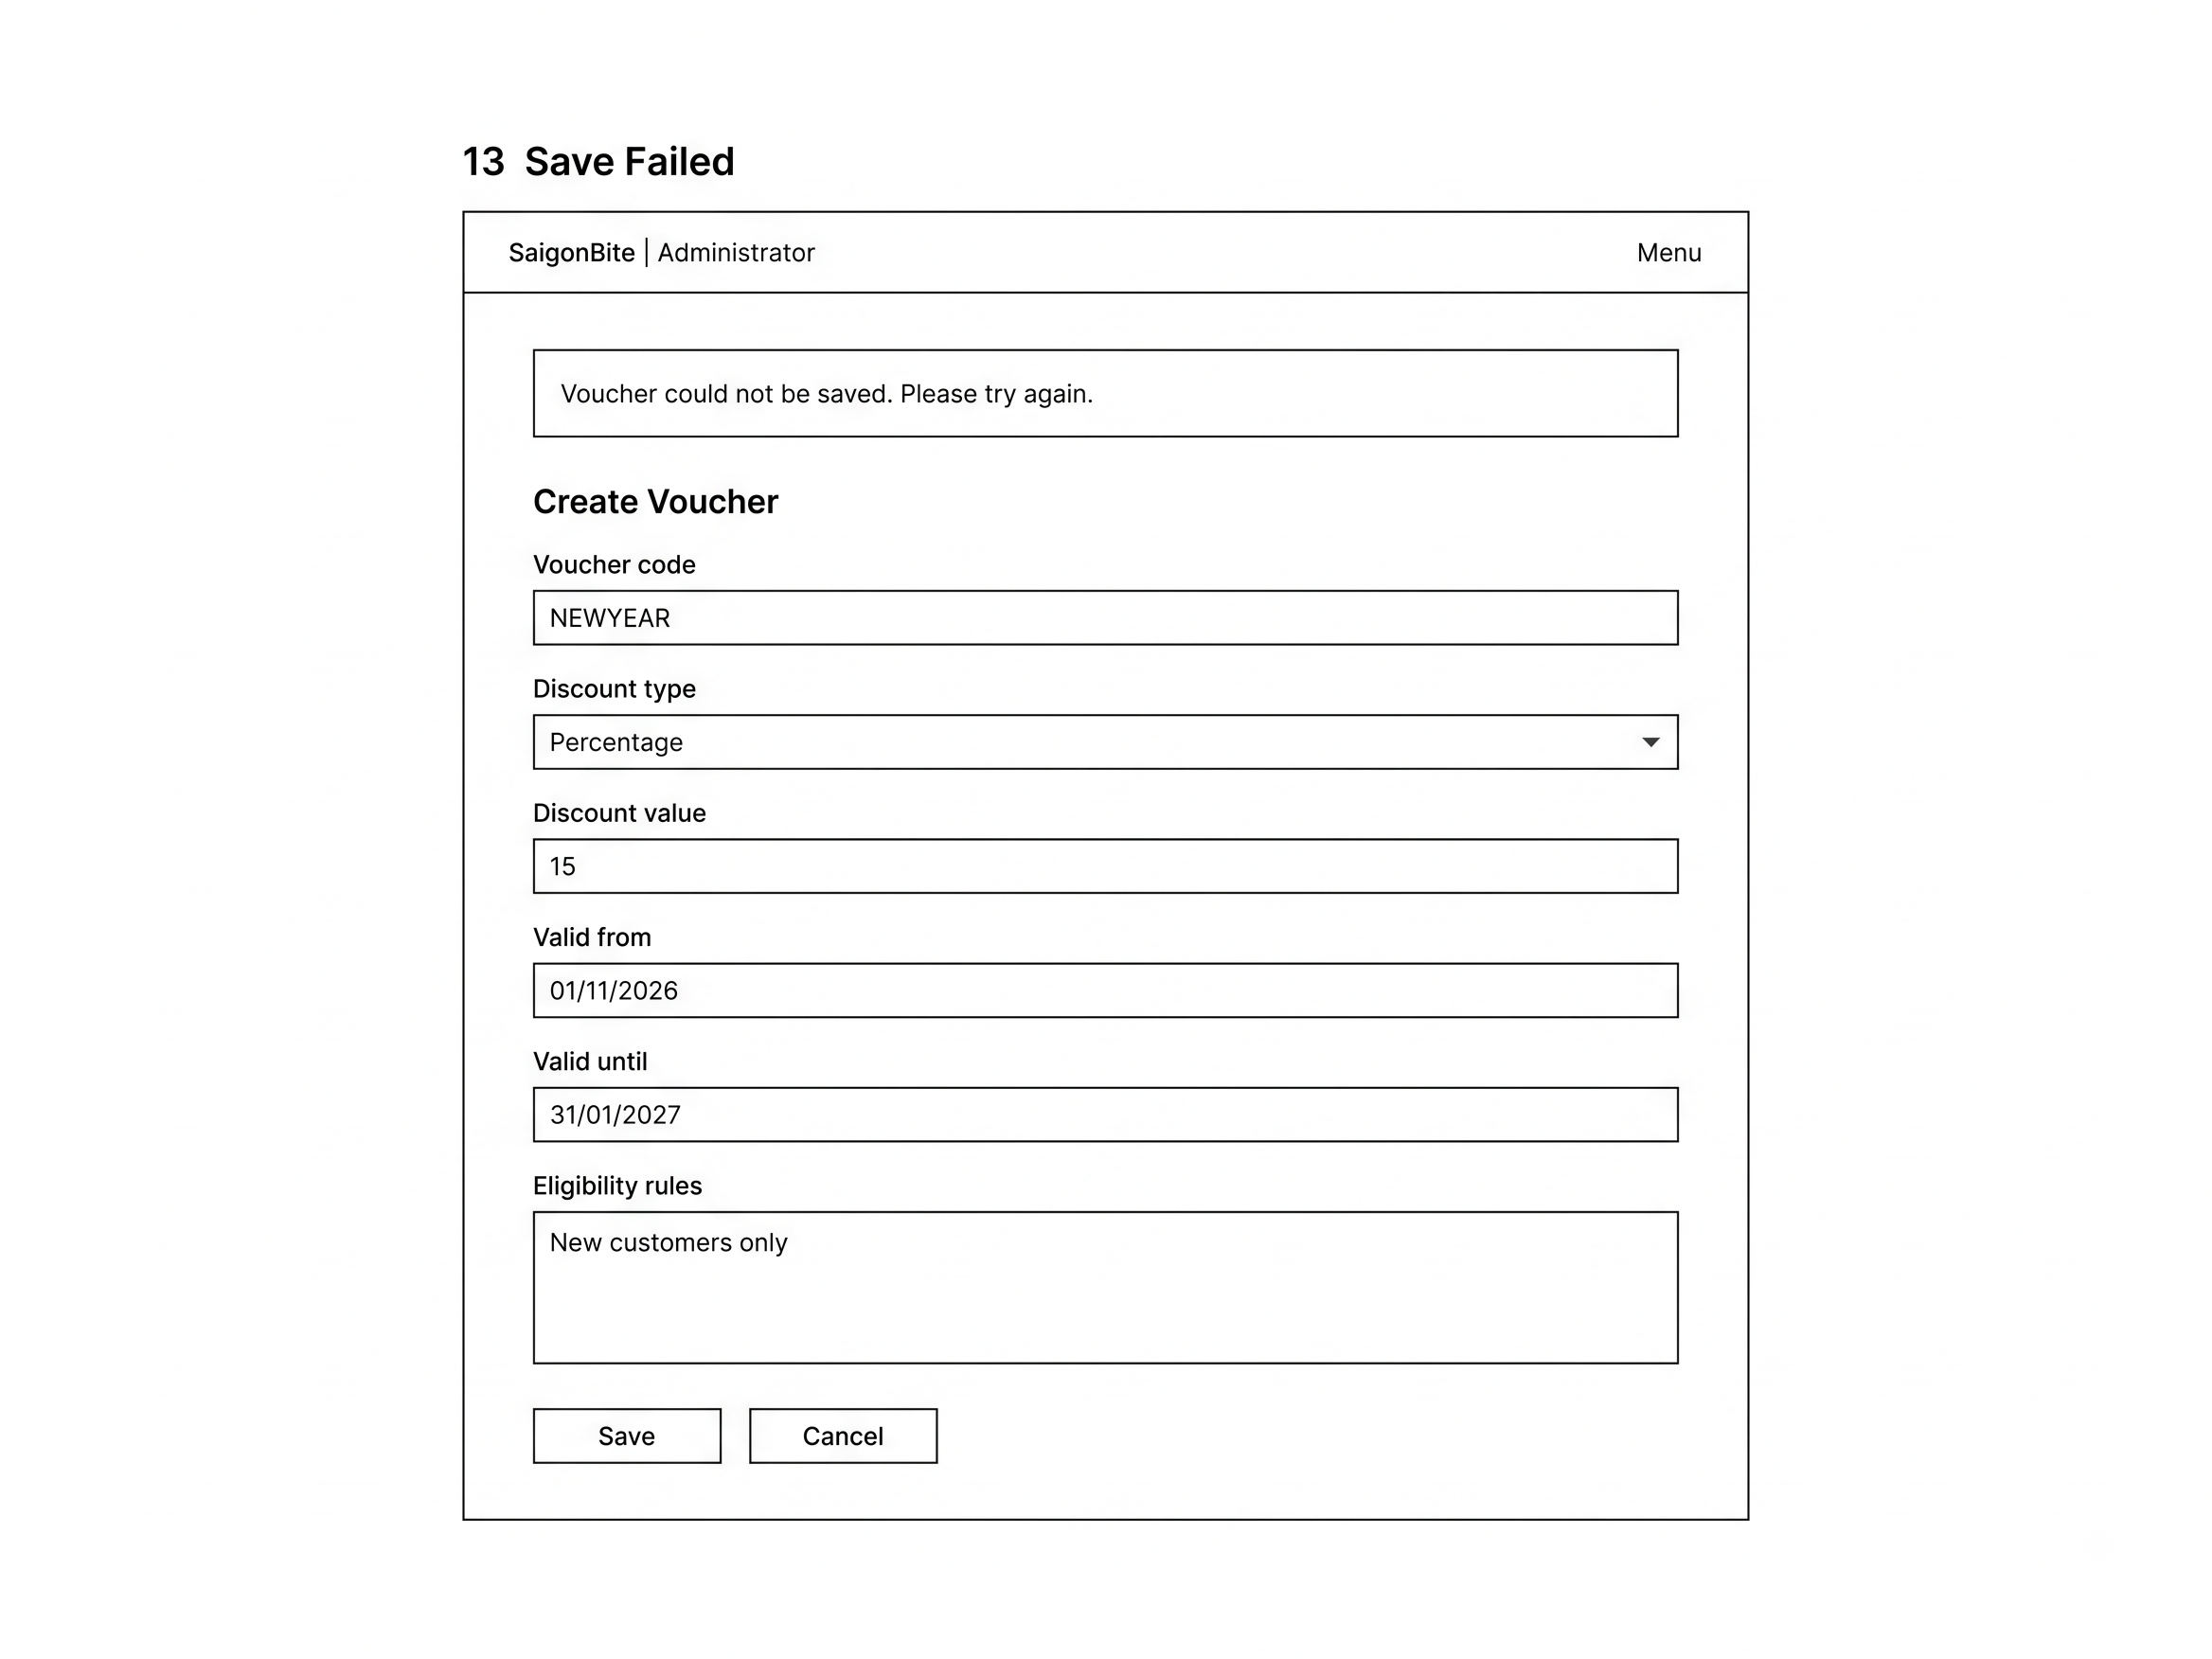 13 Save Failed
SaigonBite | Administrator
Menu
Voucher could not be saved. Please try again.
Create Voucher
Voucher code
NEWYEAR
Discount type
Percentage
Discount value
15
Valid from
01/11/2026
Valid until
31/01/2027
Eligibility rules
New customers only
Save
Cancel